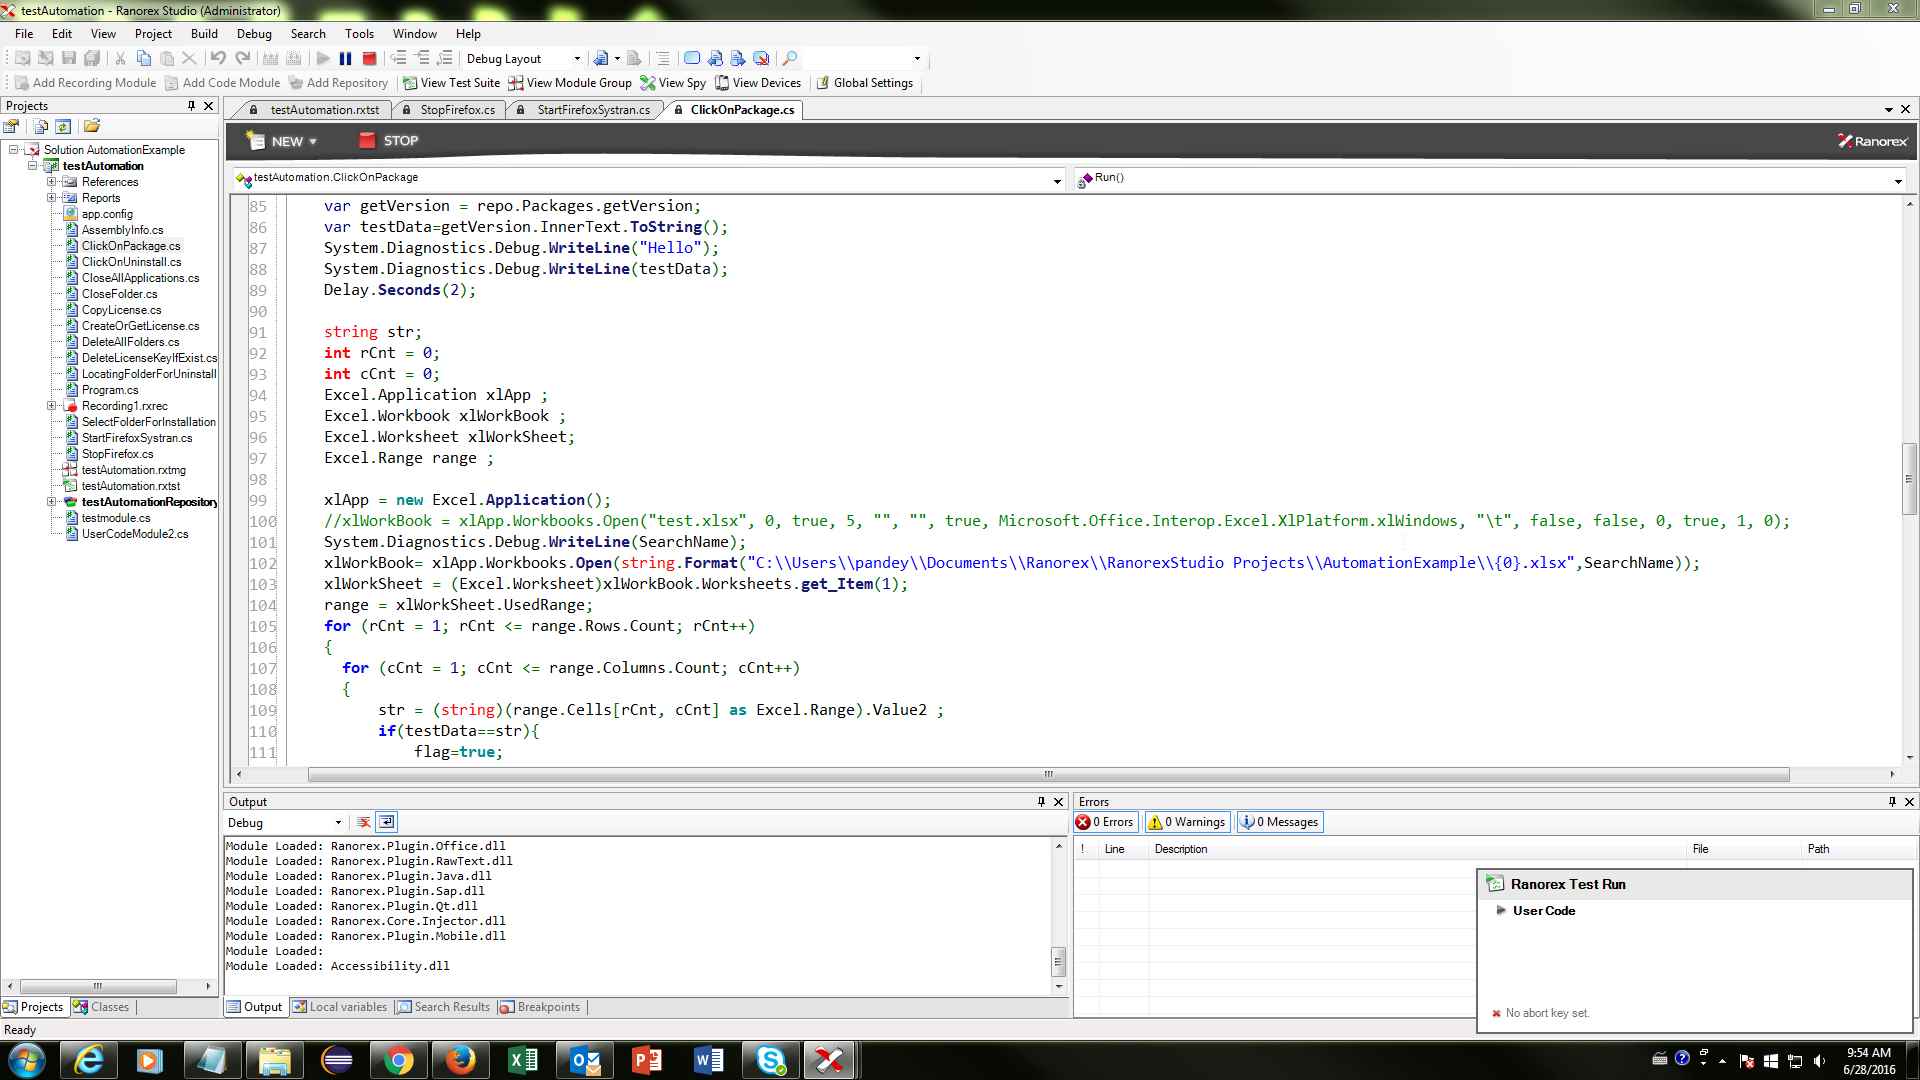 testAutomation - Ranorex Studio (Administrator)
File Edit View Project Build Debug Search Tools Window Help
Debug Layout
Add Recording Module Add Code Module Add Repository View Test Suite View Module Group View Spy View Devices Global Settings
Projects
testAutomation.rxtst StopFirefox.cs StartFirefoxSystran.cs ClickOnPackage.cs
NEW STOP Ranorex
testAutomation.ClickOnPackage Run()
Solution AutomationExample
testAutomation
References
Reports
app.config
AssemblyInfo.cs
ClickOnPackage.cs
ClickOnUninstall.cs
CloseAllApplications.cs
CloseFolder.cs
CopyLicense.cs
CreateOrGetLicense.cs
DeleteAllFolders.cs
DeleteLicenseKeyIfExist.cs
LocatingFolderForUninstall
Program.cs
Recording1.rxrec
SelectFolderForInstallation
StartFirefoxSystran.cs
StopFirefox.cs
testAutomation.rxtmg
testAutomation.rxtst
testAutomationRepository
testmodule.cs
UserCodeModule2.cs
85 var getVersion = repo.Packages.getVersion;
86 var testData=getVersion.InnerText.ToString();
87 System.Diagnostics.Debug.WriteLine("Hello");
88 System.Diagnostics.Debug.WriteLine(testData);
89 Delay.Seconds(2);
90
91 string str;
92 int rCnt = 0;
93 int cCnt = 0;
94 Excel.Application xlApp ;
95 Excel.Workbook xlWorkBook ;
96 Excel.Worksheet xlWorkSheet;
97 Excel.Range range ;
98
99 xlApp = new Excel.Application();
100 //xlWorkBook = xlApp.Workbooks.Open("test.xlsx", 0, true, 5, "", "", true, Microsoft.Office.Interop.Excel.XlPlatform.xlWindows, "\t", false, false, 0, true, 1, 0);
101 System.Diagnostics.Debug.WriteLine(SearchName);
102 xlWorkBook= xlApp.Workbooks.Open(string.Format("C:\\Users\\pandey\\Documents\\Ranorex\\RanorexStudio Projects\\AutomationExample\\{0}.xlsx",SearchName));
103 xlWorkSheet = (Excel.Worksheet)xlWorkBook.Worksheets.get_Item(1);
104 range = xlWorkSheet.UsedRange;
105 for (rCnt = 1; rCnt <= range.Rows.Count; rCnt++)
106 {
107 for (cCnt = 1; cCnt <= range.Columns.Count; cCnt++)
108 {
109 str = (string)(range.Cells[rCnt, cCnt] as Excel.Range).Value2 ;
110 if(testData==str){
111 flag=true;
Projects Classes
Output
Debug
Module Loaded: Ranorex.Plugin.Office.dll
Module Loaded: Ranorex.Plugin.RawText.dll
Module Loaded: Ranorex.Plugin.Java.dll
Module Loaded: Ranorex.Plugin.Sap.dll
Module Loaded: Ranorex.Plugin.Qt.dll
Module Loaded: Ranorex.Core.Injector.dll
Module Loaded: Ranorex.Plugin.Mobile.dll
Module Loaded:
Module Loaded: Accessibility.dll
Output Local variables Search Results Breakpoints
Errors
0 Errors 0 Warnings 0 Messages
! Line Description File Path
Ranorex Test Run
User Code
No abort key set.
Ready
9:54 AM
6/28/2016